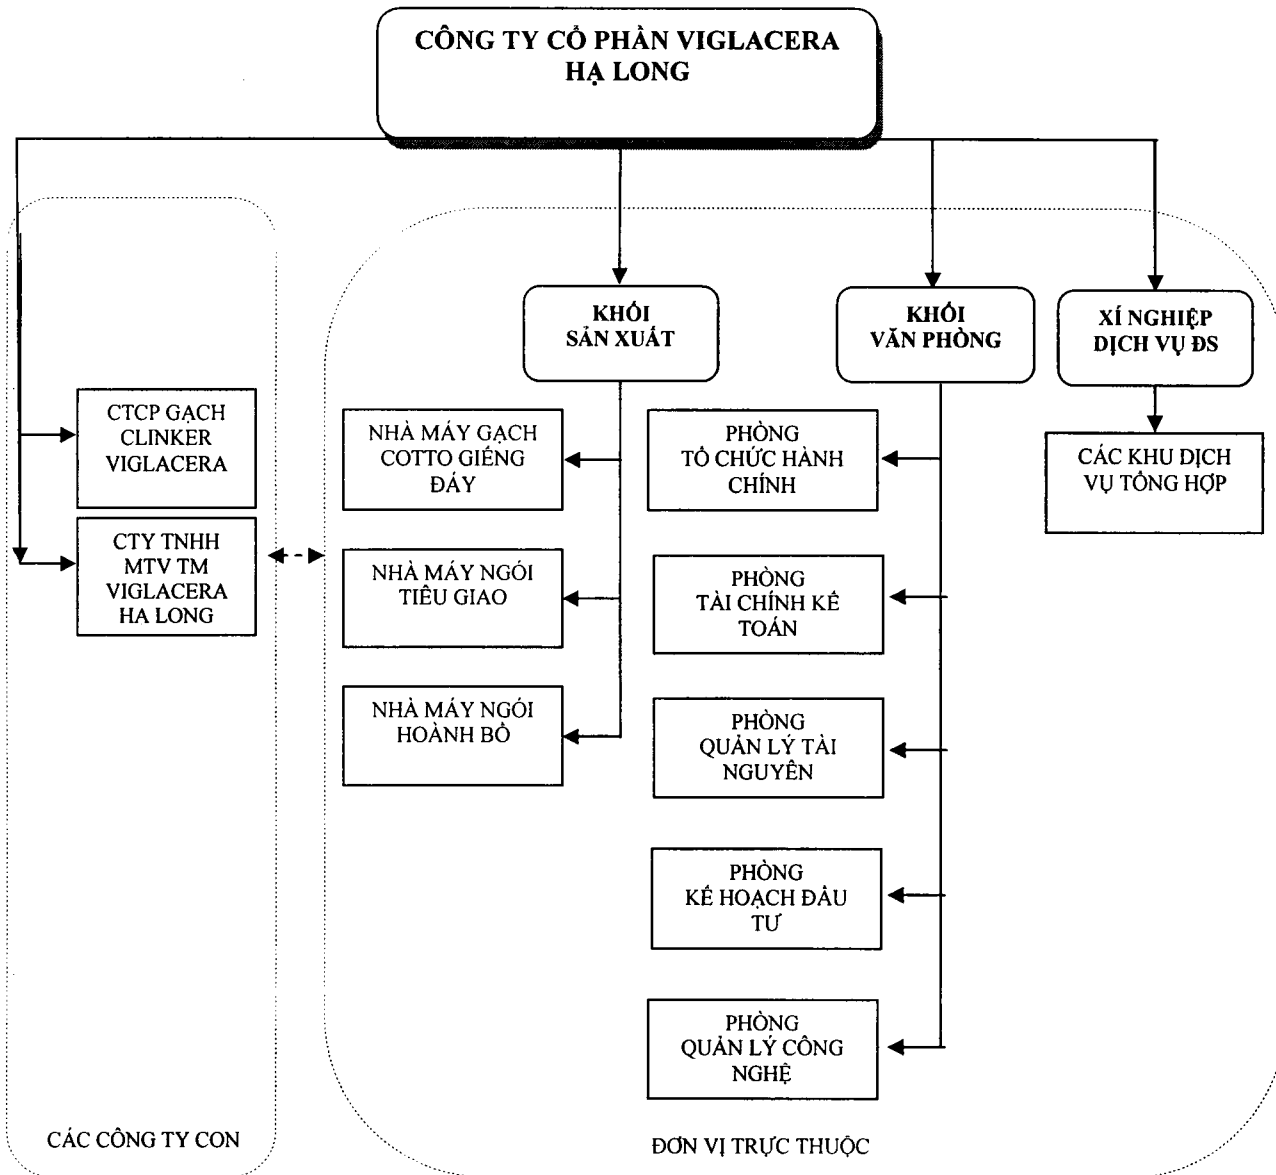 CÔNG TY CỔ PHẦN VIGLACERA
HẠ LONG
KHỐI
SẢN XUẤT
KHỐI
VĂN PHÒNG
XÍ NGHIỆP
DỊCH VỤ ĐS
CTCP GẠCH
CLINKER
VIGLACERA
CTY TNHH
MTV TM
VIGLACERA
HA LONG
NHÀ MÁY GẠCH
COTTO GIẾNG
ĐÁY
NHÀ MÁY NGÓI
TIÊU GIAO
NHÀ MÁY NGÓI
HOÀNH BỒ
PHÒNG
TỔ CHỨC HÀNH
CHÍNH
PHÒNG
TÀI CHÍNH KẾ
TOÁN
PHÒNG
QUẢN LÝ TÀI
NGUYÊN
PHÒNG
KẾ HOẠCH ĐẦU
TƯ
PHÒNG
QUẢN LÝ CÔNG
NGHỆ
CÁC KHU DỊCH
VỤ TỔNG HỢP
CÁC CÔNG TY CON
ĐƠN VỊ TRỰC THUỘC